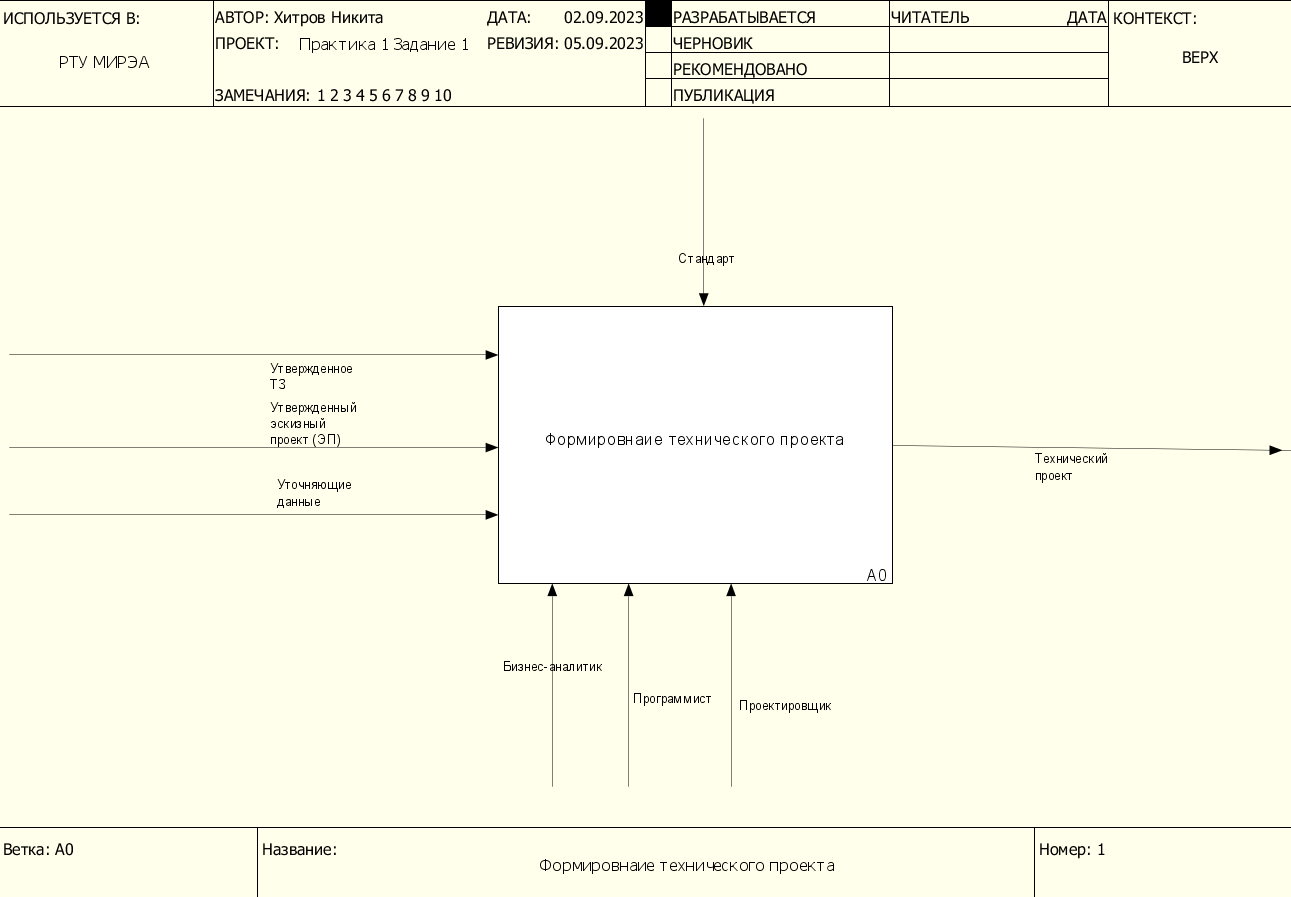 ИСПОЛЬЗУЕТСЯ В:
РТУ МИРЭА
АВТОР: Хитров Никита
ДАТА: 02.09.2023
ПРОЕКТ: Практика 1 Задание 1
РЕВИЗИЯ: 05.09.2023
ЗАМЕЧАНИЯ: 1 2 3 4 5 6 7 8 9 10
РАЗРАБАТЫВАЕТСЯ
ЧЕРНОВИК
РЕКОМЕНДОВАНО
ПУБЛИКАЦИЯ
ЧИТАТЕЛЬ ДАТА
КОНТЕКСТ:
ВЕРХ
Стандарт
Утвержденное
ТЗ
Утвержденный
эскизный
проект (ЭП)
Уточняющие
данные
Формировнаие технического проекта
A0
Технический
проект
Бизнес-аналитик
Программист
Проектировщик
Ветка: A0
Название:
Формировнаие технического проекта
Номер: 1